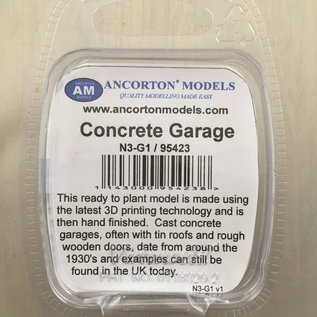 ANCORTON
AM
MODELS
ANCORTON® MODELS
QUALITY MODELLING MADE EASY
www.ancortonmodels.com
Concrete Garage
N3-G1 / 95423
This ready to plant model is made using
the latest 3D printing technology and is
then hand finished. Cast concrete
garages, often with tin roofs and rough
wooden doors, date from around the
1930's and examples can still be
found in the UK today.
N3-G1 v1